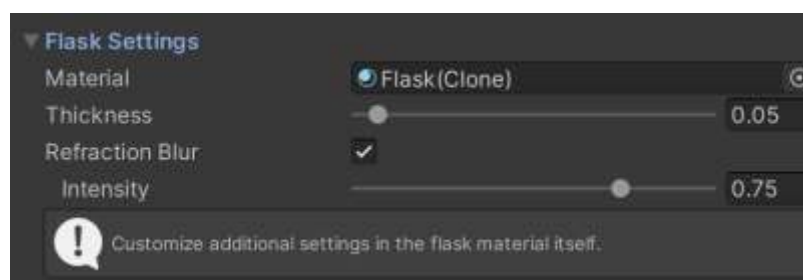 Flask Settings
Material Flask(Clone)
Thickness 0.05
Refraction Blur
Intensity 0.75
Customize additional settings in the flask material itself.